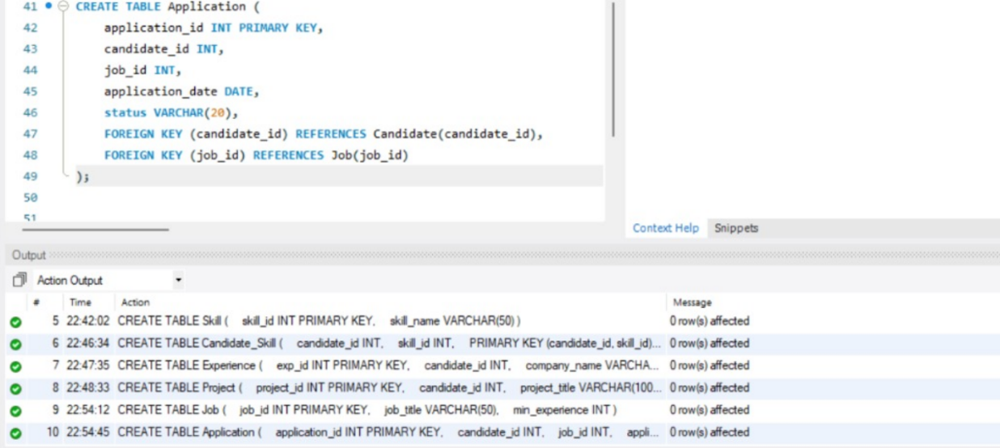 41 CREATE TABLE Application (
42 application_id INT PRIMARY KEY,
43 candidate_id INT,
44 job_id INT,
45 application_date DATE,
46 status VARCHAR(20),
47 FOREIGN KEY (candidate_id) REFERENCES Candidate(candidate_id),
48 FOREIGN KEY (job_id) REFERENCES Job(job_id)
49 );
50
51
Context Help Snippets
Output
Action Output
# Time Action Message
5 22:42:02 CREATE TABLE Skill ( skill_id INT PRIMARY KEY, skill_name VARCHAR(50) ) 0 row(s) affected
6 22:46:34 CREATE TABLE Candidate_Skill ( candidate_id INT, skill_id INT, PRIMARY KEY (candidate_id, skill_id)... 0 row(s) affected
7 22:47:35 CREATE TABLE Experience ( exp_id INT PRIMARY KEY, candidate_id INT, company_name VARCHA... 0 row(s) affected
8 22:48:33 CREATE TABLE Project ( project_id INT PRIMARY KEY, candidate_id INT, project_title VARCHAR(100... 0 row(s) affected
9 22:54:12 CREATE TABLE Job ( job_id INT PRIMARY KEY, job_title VARCHAR(50), min_experience INT ) 0 row(s) affected
10 22:54:45 CREATE TABLE Application ( application_id INT PRIMARY KEY, candidate_id INT, job_id INT, appli... 0 row(s) affected